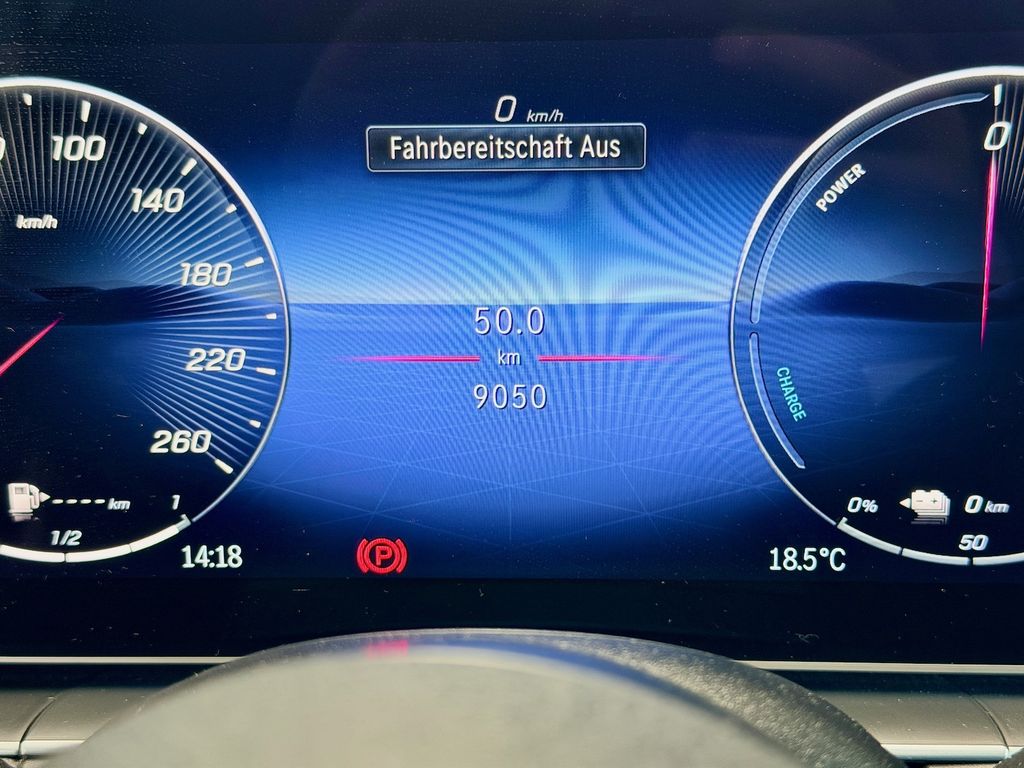 0 km/h
Fahrbereitschaft Aus
100
140
km/h
180
220
260
km
1
1/2
14:18
50.0
km
9050
P
0
POWER
CHARGE
0%
0 km
50
18.5°C